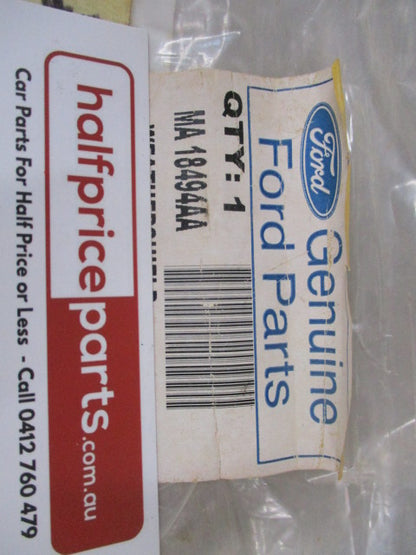 Ford
Genuine
Ford Parts
QTY: 1
MA 18494AA
halfpriceparts.com.au
Car Parts For Half Price or Less - Call 0412 760 479